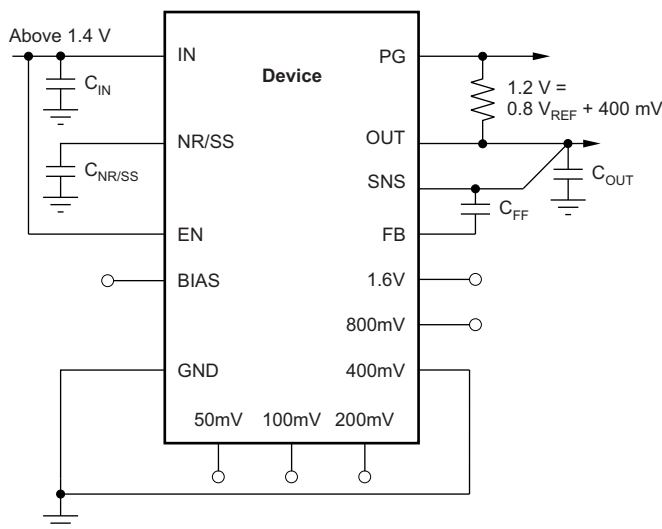 Above 1.4 V
IN
PG
Device
C_IN
1.2 V =
0.8 V_REF + 400 mV
NR/SS
OUT
C_NR/SS
SNS
C_OUT
C_FF
EN
FB
BIAS
1.6V
800mV
GND
400mV
50mV 100mV 200mV